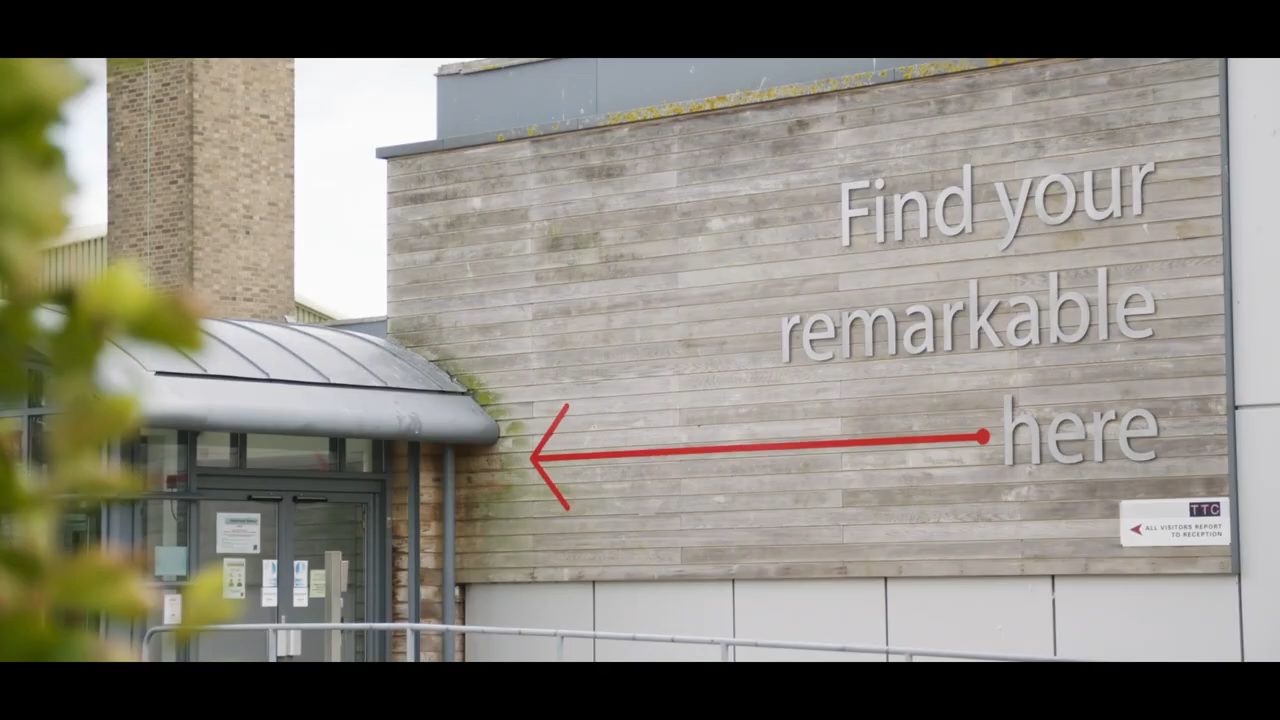 Find your
remarkable
here
TTC
ALL VISITORS REPORT
TO RECEPTION